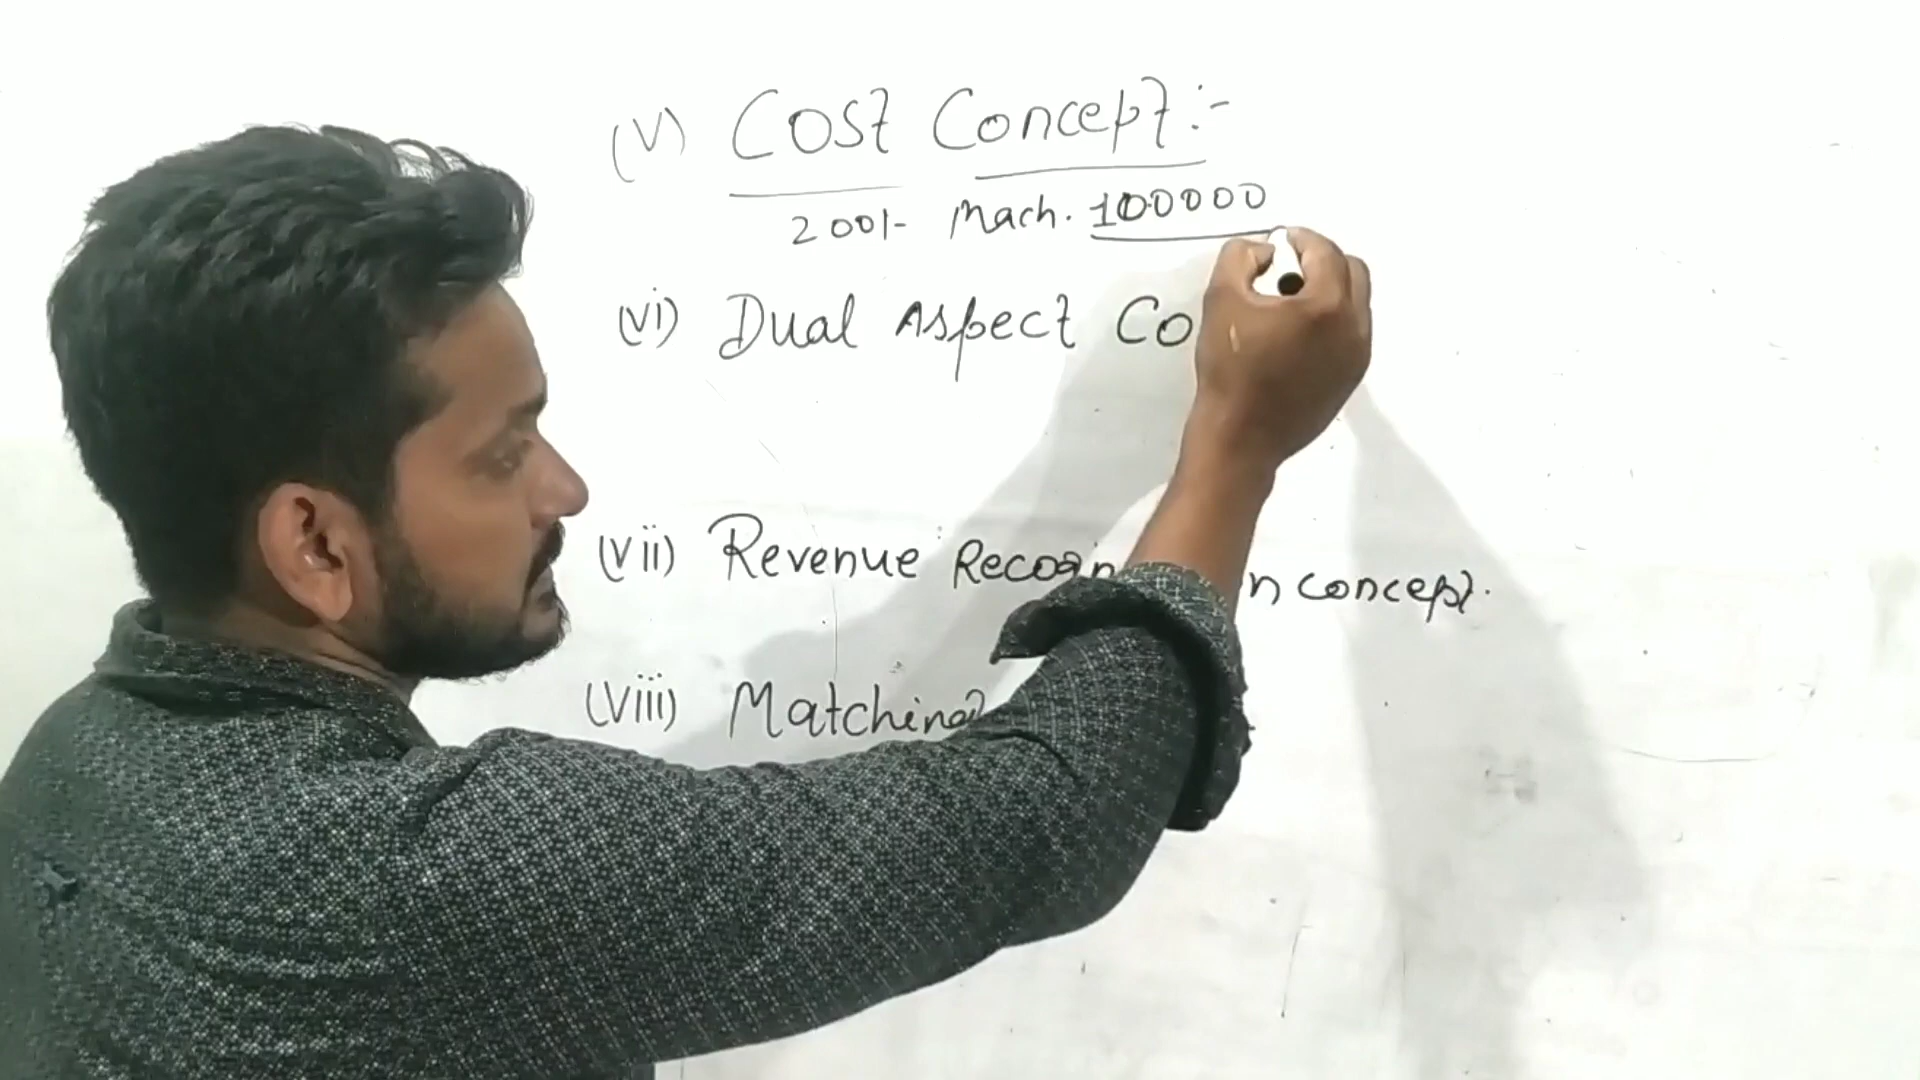 (V) Cost Concept:-
2001- Mach. 100000
(vi) Dual Aspect Co
(vii) Revenue Recogn n concept.
(viii) Matching